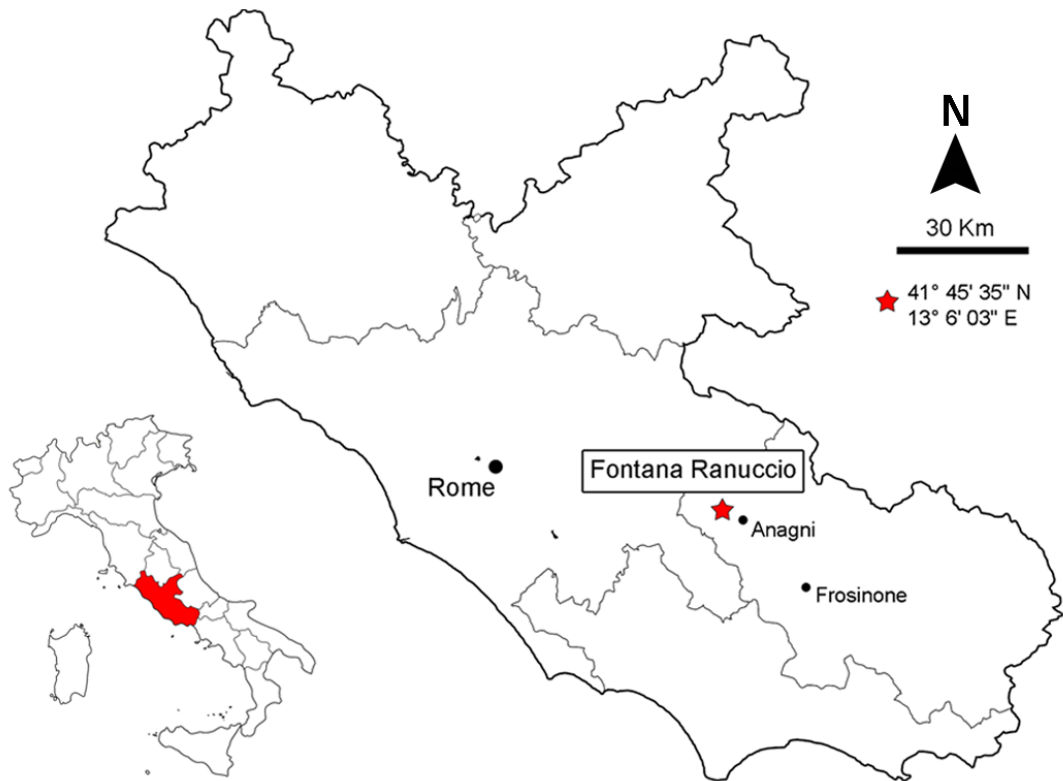 N
30 Km
41° 45' 35" N
13° 6' 03" E
Fontana Ranuccio
Rome
Anagni
Frosinone